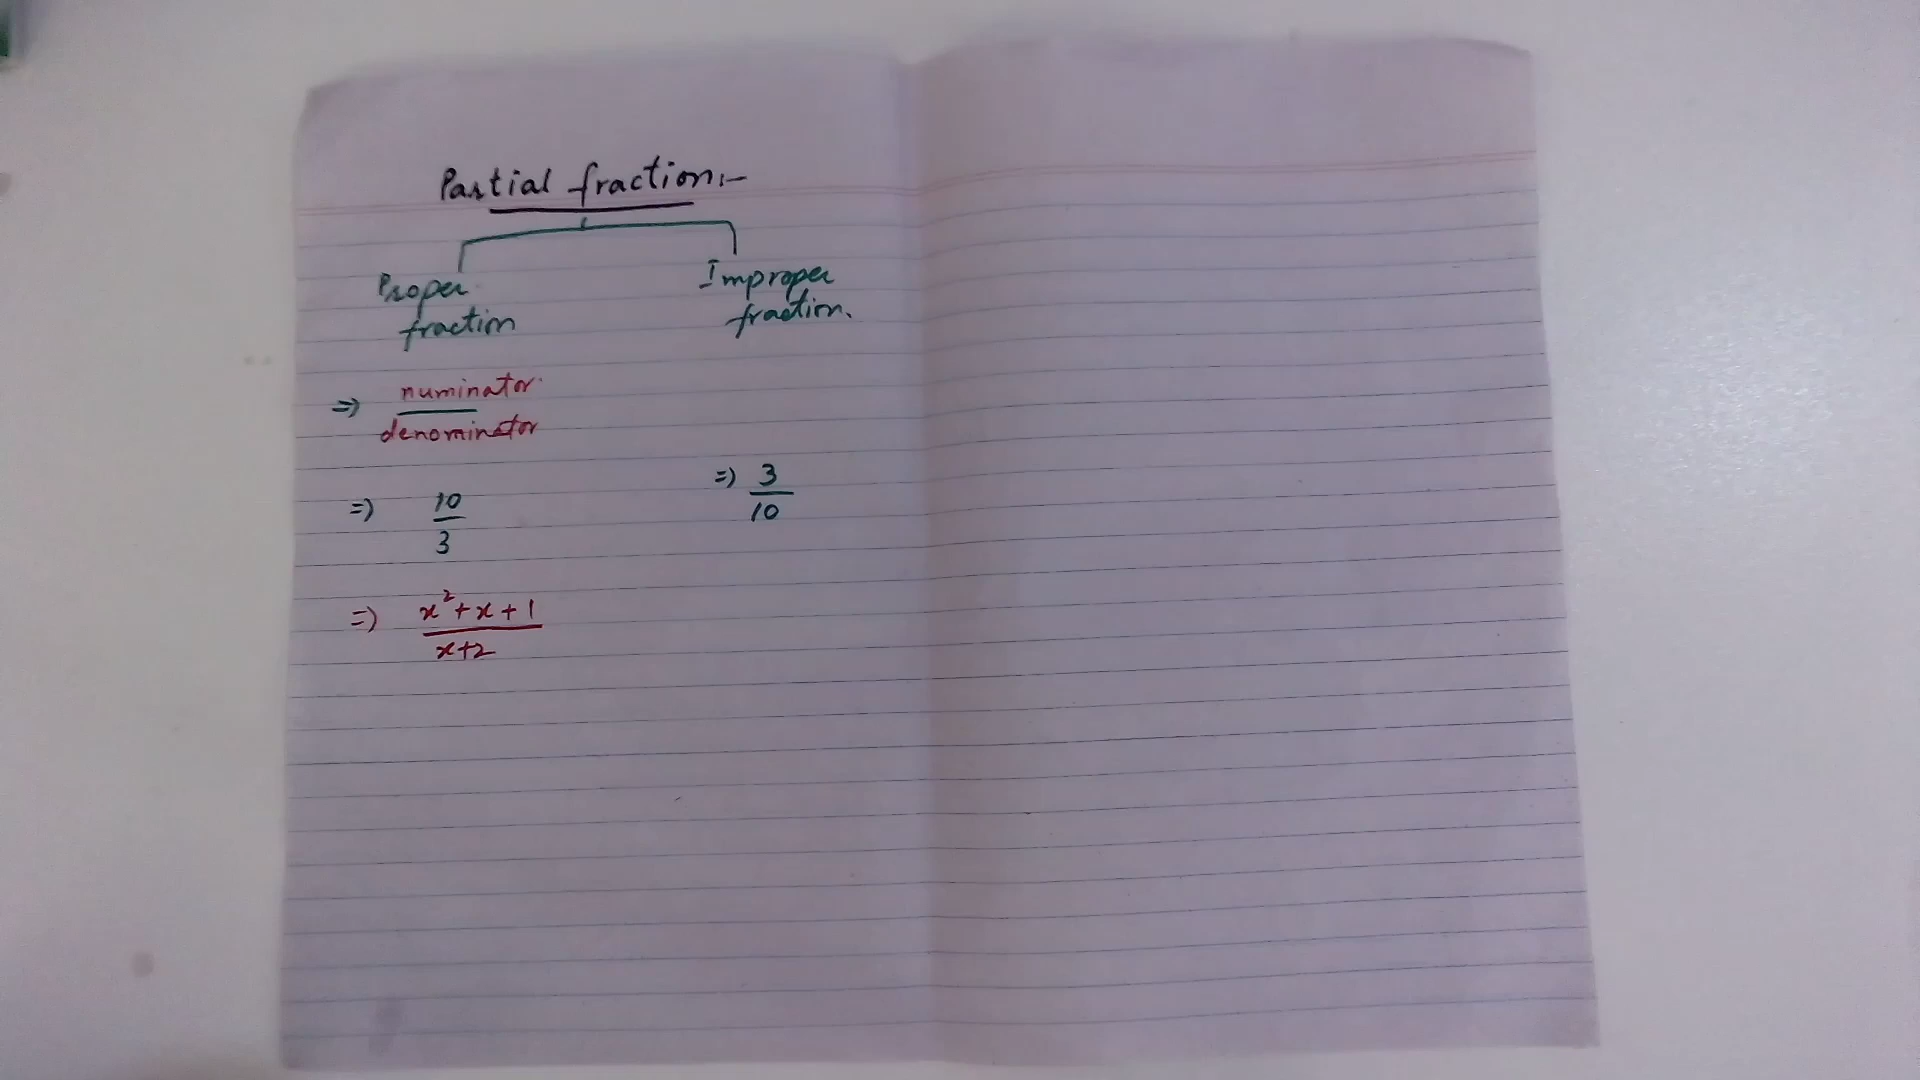 Partial fraction:-
Proper fraction
Improper fraction.
=> numinator
denominator
=> 10
3
=> 3
10
=> x²+x+1
x+2